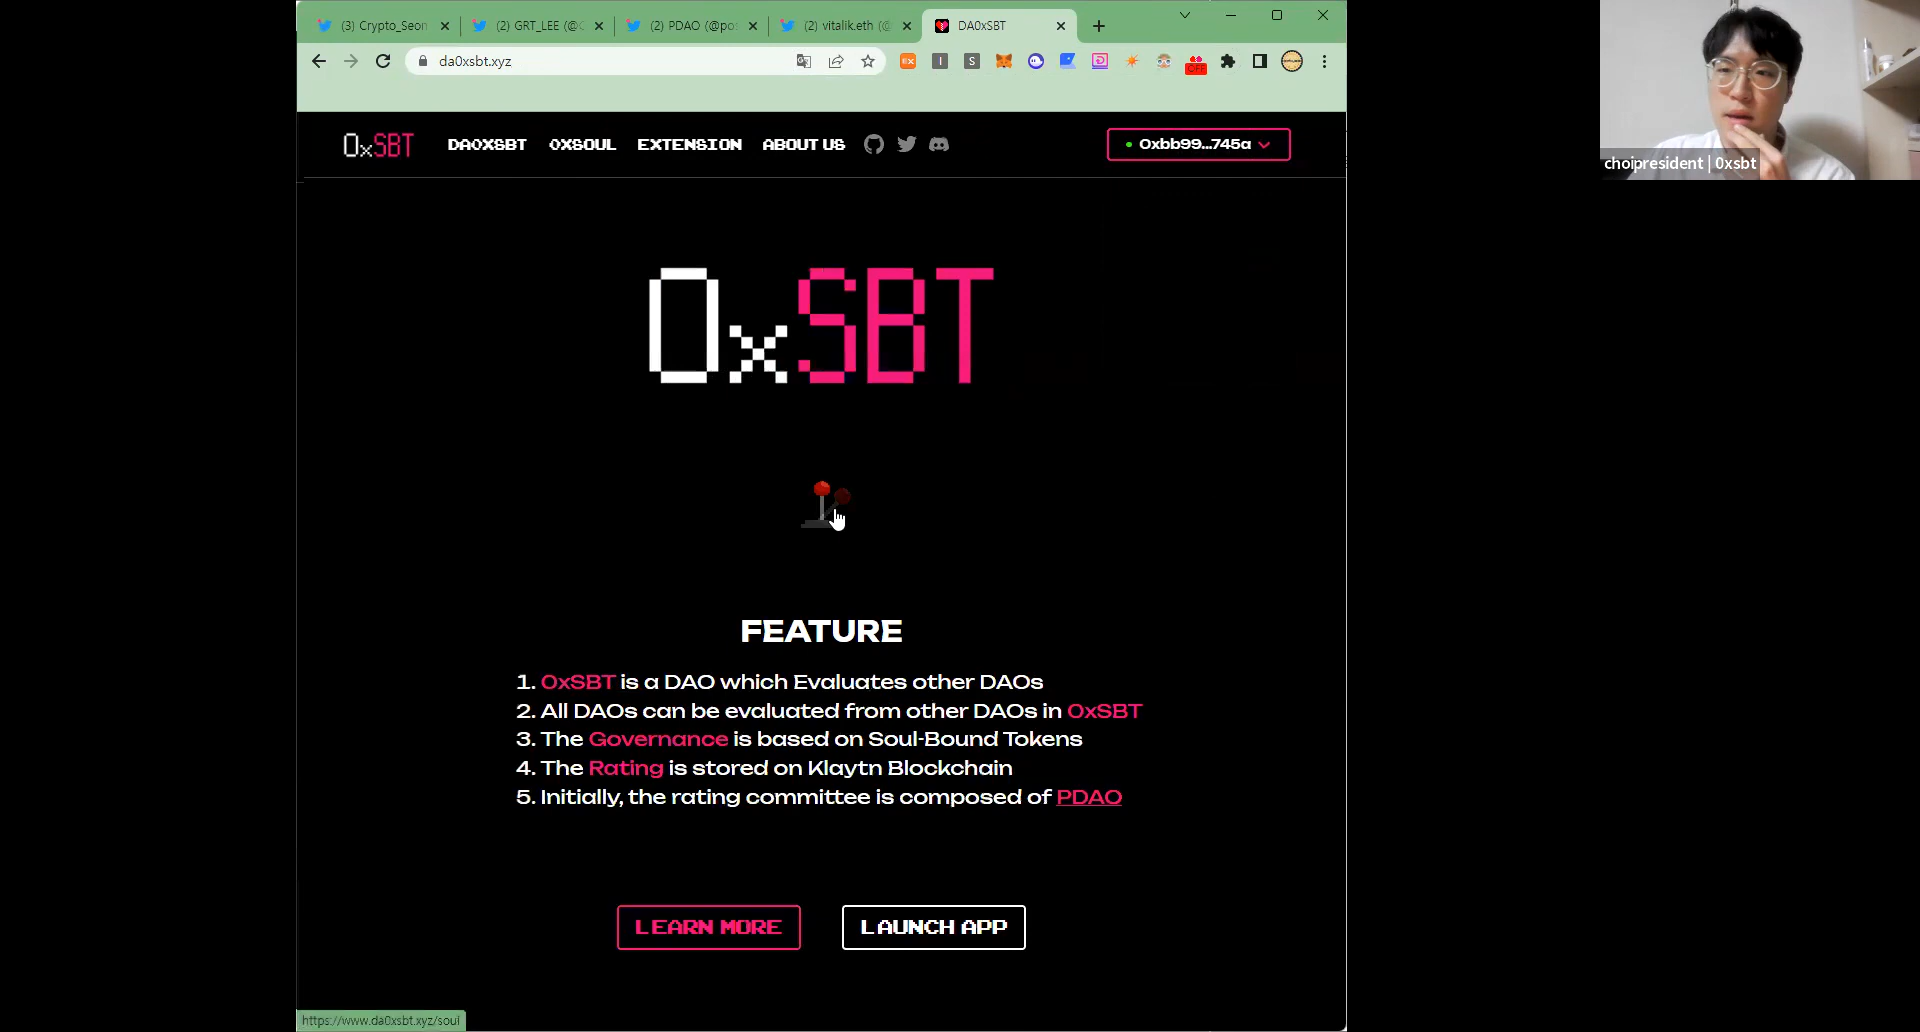 (3) Crypto_Seon
(2) GRT_LEE (@C
(2) PDAO (@po
(2) vitalik.eth (@
DA0xSBT
da0xsbt.xyz
OFF
0xSBT
DA0XSBT
0XSOUL
EXTENSION
ABOUT US
0xbb99...745a
choipresident | 0xsbt
0xSBT
FEATURE
1. 0xSBT is a DAO which Evaluates other DAOs
2. All DAOs can be evaluated from other DAOs in 0xSBT
3. The Governance is based on Soul-Bound Tokens
4. The Rating is stored on Klaytn Blockchain
5. Initially, the rating committee is composed of PDAO
LEARN MORE
LAUNCH APP
https://www.da0xsbt.xyz/soul